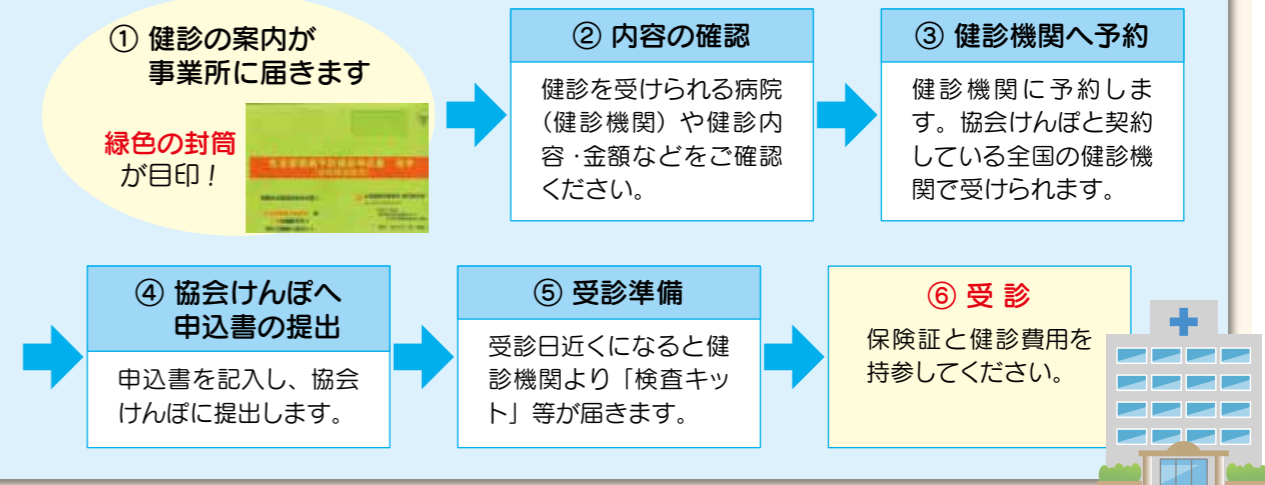 ① 健診の案内が
事業所に届きます
緑色の封筒
が目印！
② 内容の確認
健診を受けられる病院
（健診機関）や健診内
容・金額などをご確認
ください。
③ 健診機関へ予約
健診機関に予約しま
す。協会けんぽと契約
している全国の健診機
関で受けられます。
④ 協会けんぽへ
申込書の提出
申込書を記入し、協会
けんぽに提出します。
⑤ 受診準備
受診日近くになると健
診機関より「検査キッ
ト」等が届きます。
⑥ 受 診
保険証と健診費用を
持参してください。